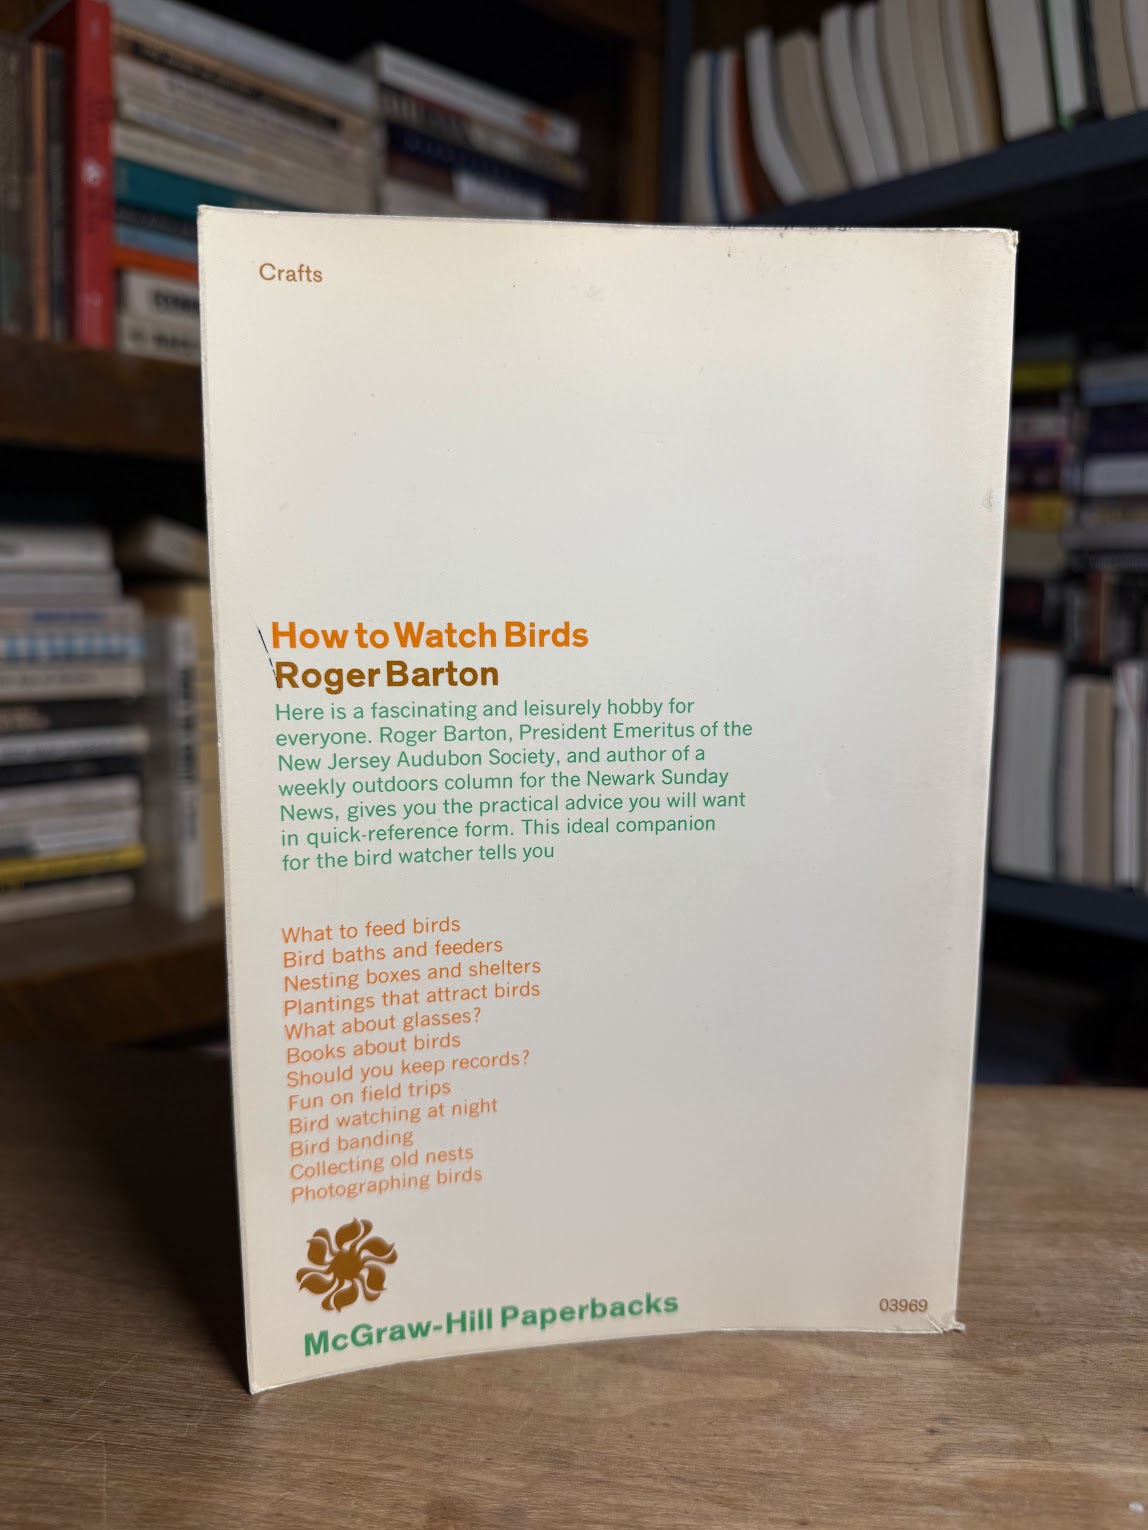 Crafts
How to Watch Birds
Roger Barton
Here is a fascinating and leisurely hobby for
everyone. Roger Barton, President Emeritus of the
New Jersey Audubon Society, and author of a
weekly outdoors column for the Newark Sunday
News, gives you the practical advice you will want
in quick-reference form. This ideal companion
for the bird watcher tells you
What to feed birds
Bird baths and feeders
Nesting boxes and shelters
Plantings that attract birds
What about glasses?
Books about birds
Should you keep records?
Fun on field trips
Bird watching at night
Bird banding
Collecting old nests
Photographing birds
McGraw-Hill Paperbacks
03969